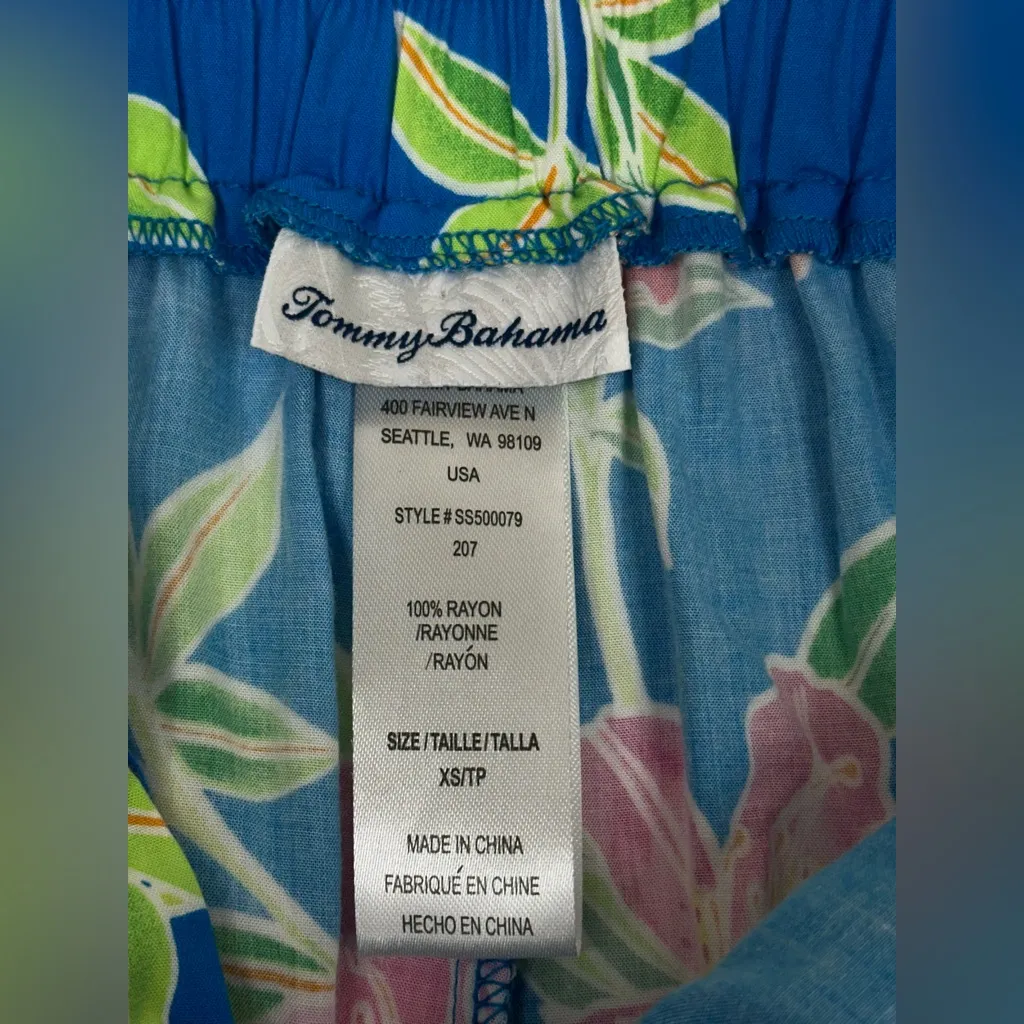 Tommy Bahama
400 FAIRVIEW AVE N
SEATTLE, WA 98109
USA
STYLE # SS500079
207
100% RAYON
/RAYONNE
/RAYÓN
SIZE / TAILLE / TALLA
XS/TP
MADE IN CHINA
FABRIQUÉ EN CHINE
HECHO EN CHINA